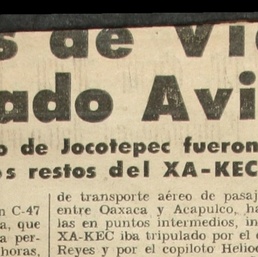 s de Vi
ado Avi
o de Jocotepec fueron
s restos del XA-KEC
de transporte aéreo de pasaj
n C-47 entre Oaxaca y Acapulco, ha
a, que las en puntos intermedios, in
a per- XA-KEC iba tripulado por el c
horas, Reyes y por el copiloto Helio